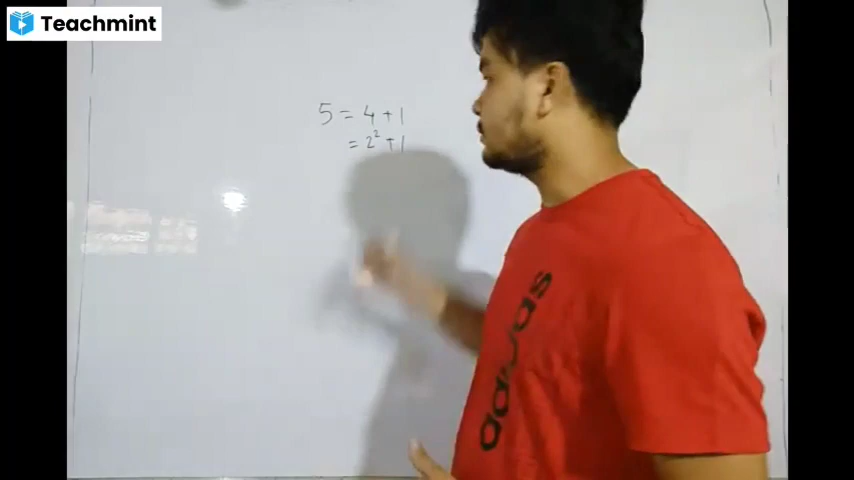 Teachmint
5 = 4 + 1
= 2² + 1
adidas